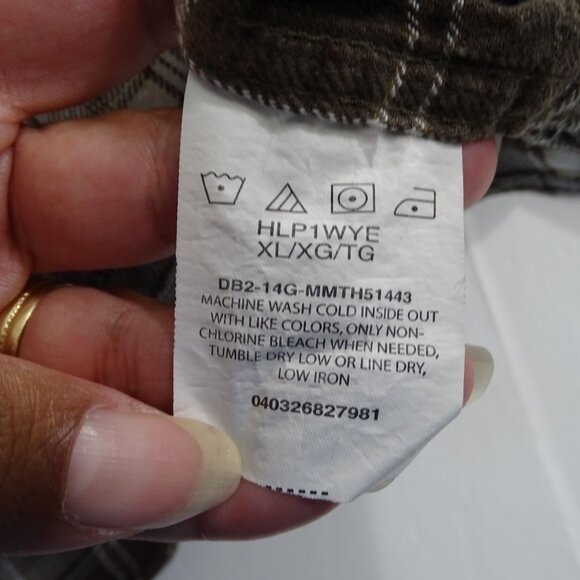 HLP1WYE
XL/XG/TG
DB2-14G-MMTH51443
MACHINE WASH COLD INSIDE OUT
WITH LIKE COLORS, ONLY NON-
CHLORINE BLEACH WHEN NEEDED,
TUMBLE DRY LOW OR LINE DRY,
LOW IRON
040326827981